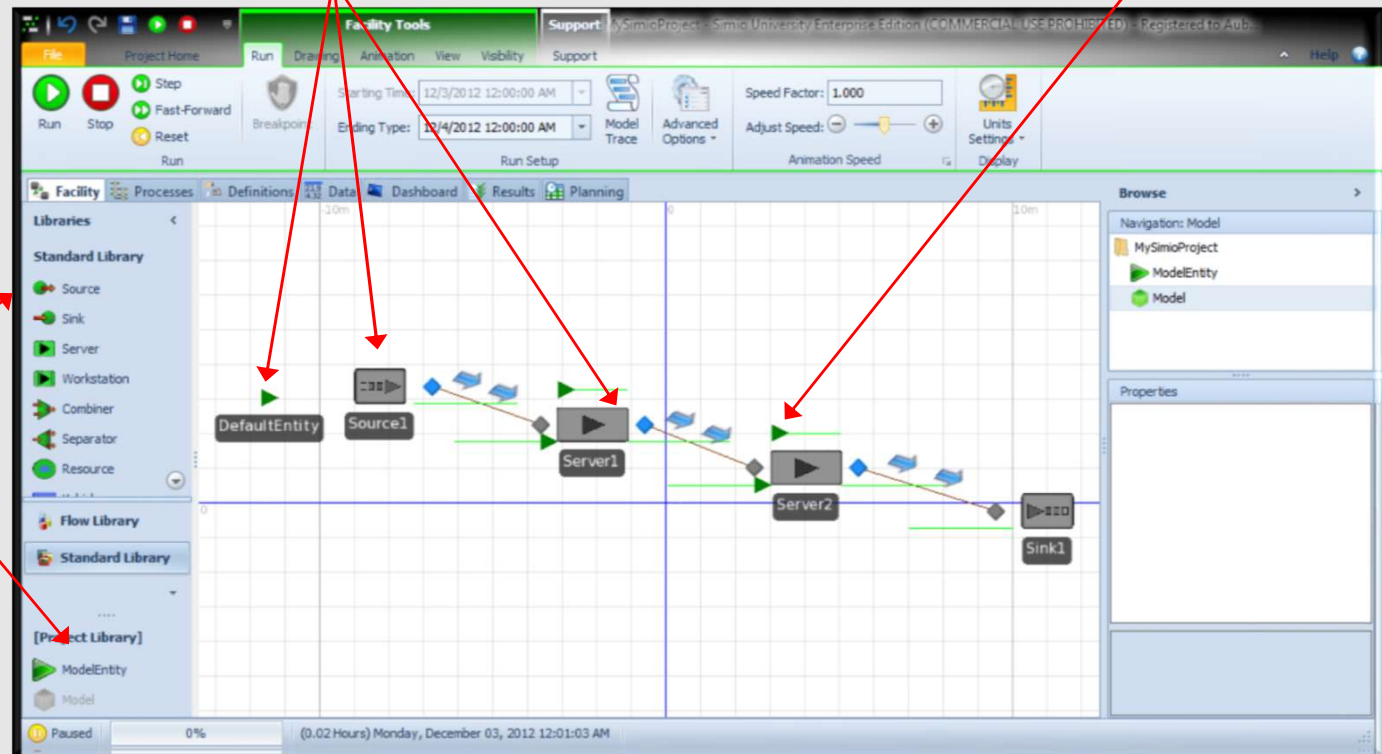 Facility Tools Support MySimioProject - Simio University Enterprise Edition (COMMERCIAL USE PROHIBITED) - Registered to Aub...
File Project Home Run Drawing Animation View Visibility Support Help
Run
Stop
Step
Fast-Forward
Reset
Run
Breakpoint
Starting Time: 12/3/2012 12:00:00 AM
Ending Type: 12/4/2012 12:00:00 AM
Model
Trace
Advanced
Options
Run Setup
Speed Factor: 1.000
Adjust Speed:
Animation Speed
Units
Settings
Display
Facility Processes Definitions Data Dashboard Results Planning
Libraries
Standard Library
Source
Sink
Server
Workstation
Combiner
Separator
Resource
Flow Library
Standard Library
[Project Library]
ModelEntity
Model
-10m 0 10m
0
DefaultEntity
Source1
Server1
Server2
Sink1
Browse
Navigation: Model
MySimioProject
ModelEntity
Model
Properties
Paused 0% (0.02 Hours) Monday, December 03, 2012 12:01:03 AM